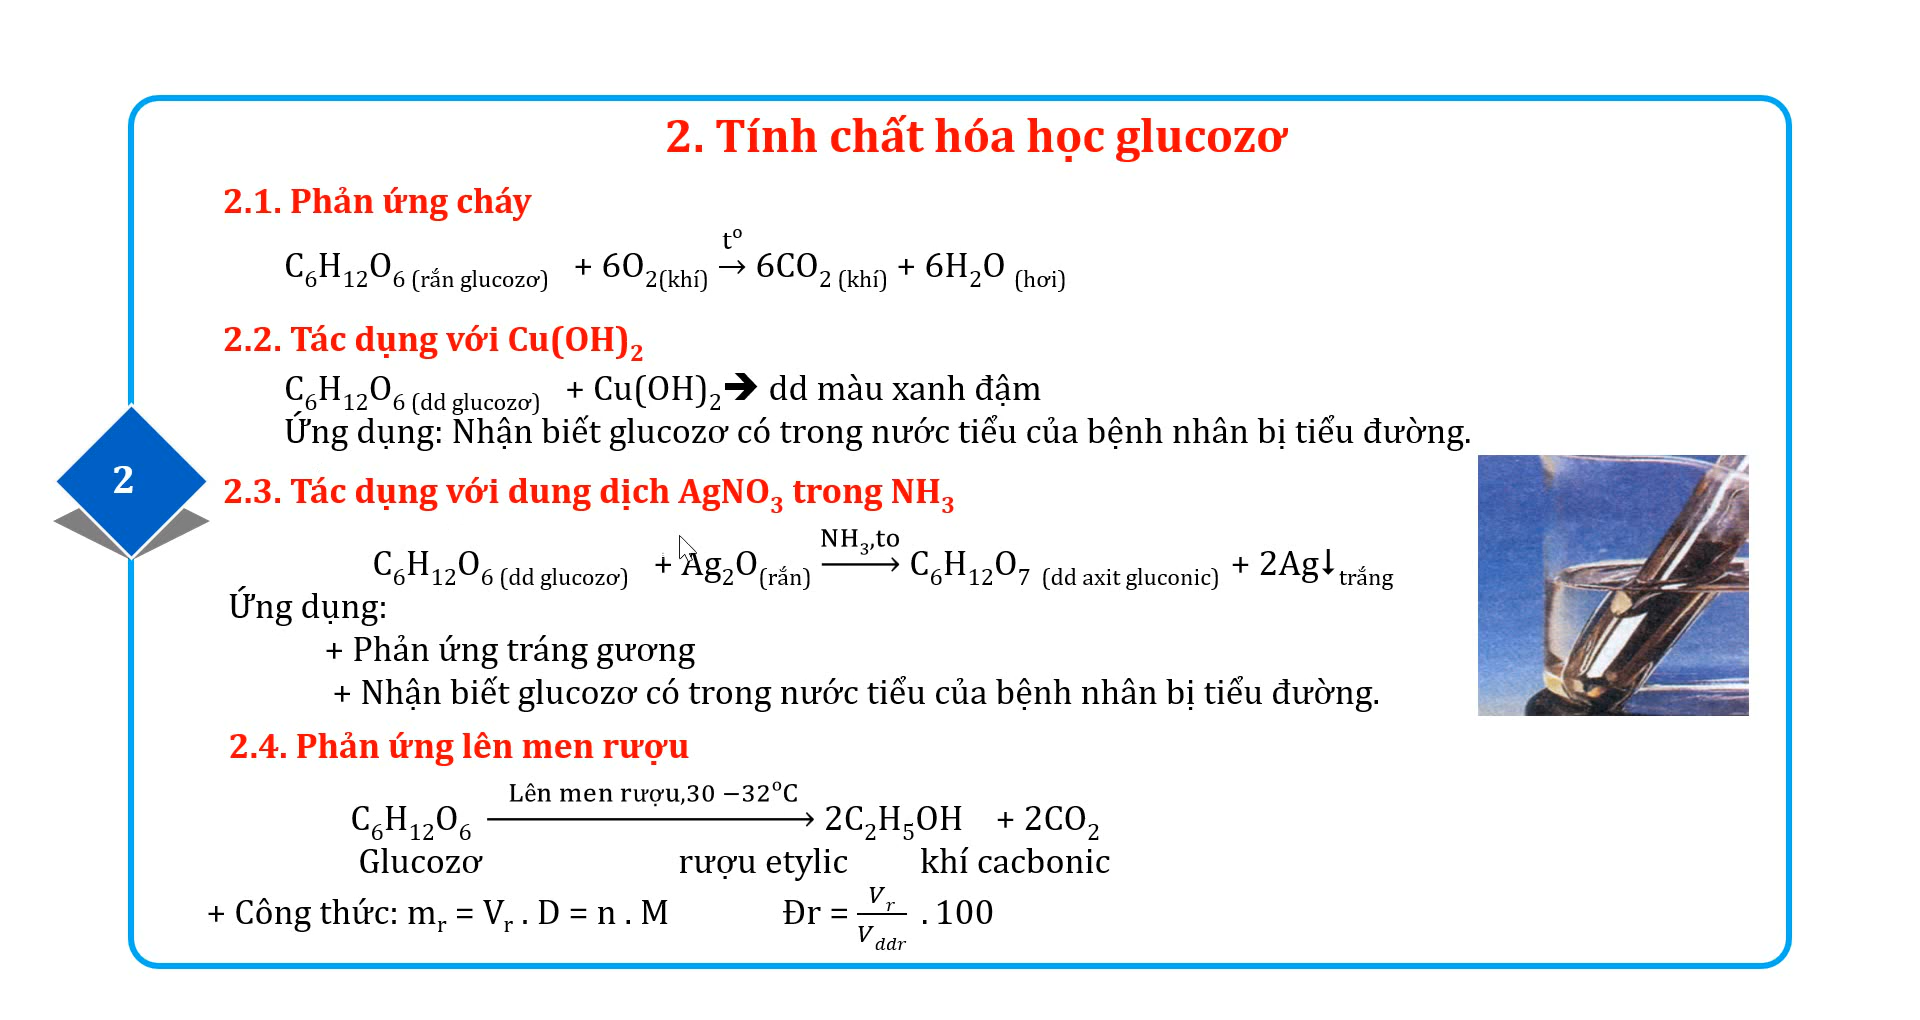 2. Tính chất hóa học glucozơ
2.1. Phản ứng cháy
C₆H₁₂O₆ (rắn glucozơ) + 6O₂(khí) →(tᵒ) 6CO₂ (khí) + 6H₂O (hơi)
2.2. Tác dụng với Cu(OH)₂
C₆H₁₂O₆ (dd glucozơ) + Cu(OH)₂ 🡺 dd màu xanh đậm
Ứng dụng: Nhận biết glucozơ có trong nước tiểu của bệnh nhân bị tiểu đường.
2
2.3. Tác dụng với dung dịch AgNO₃ trong NH₃
C₆H₁₂O₆ (dd glucozơ) + Ag₂O(rắn) →(NH₃,to) C₆H₁₂O₇ (dd axit gluconic) + 2Ag↓trắng
Ứng dụng:
+ Phản ứng tráng gương
+ Nhận biết glucozơ có trong nước tiểu của bệnh nhân bị tiểu đường.
2.4. Phản ứng lên men rượu
C₆H₁₂O₆ →(Lên men rượu,30 −32ᵒC) 2C₂H₅OH + 2CO₂
Glucozơ rượu etylic khí cacbonic
+ Công thức: mᵣ = Vᵣ . D = n . M Đr = Vᵣ / V_ddr . 100